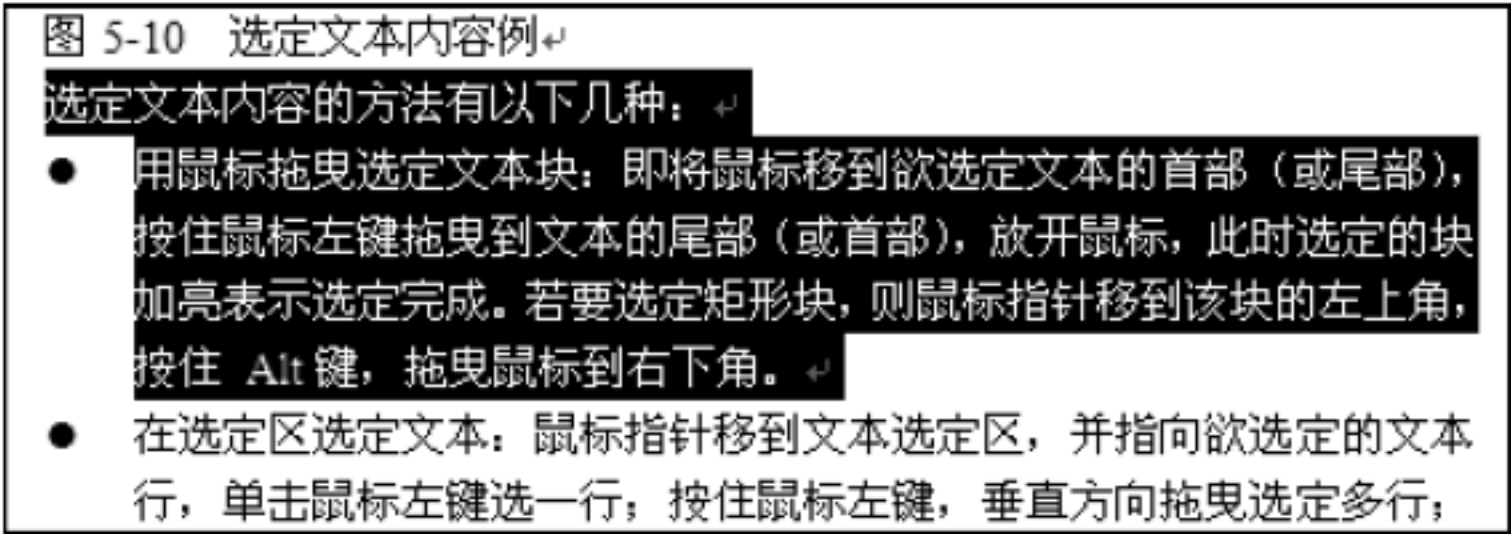 图 5-10　选定文本内容例↵
选定文本内容的方法有以下几种：↵
● 用鼠标拖曳选定文本块：即将鼠标移到欲选定文本的首部（或尾部），
按住鼠标左键拖曳到文本的尾部（或首部），放开鼠标，此时选定的块
加亮表示选定完成。若要选定矩形块，则鼠标指针移到该块的左上角，
按住 Alt 键，拖曳鼠标到右下角。↵
● 在选定区选定文本：鼠标指针移到文本选定区，并指向欲选定的文本
行，单击鼠标左键选一行；按住鼠标左键，垂直方向拖曳选定多行；